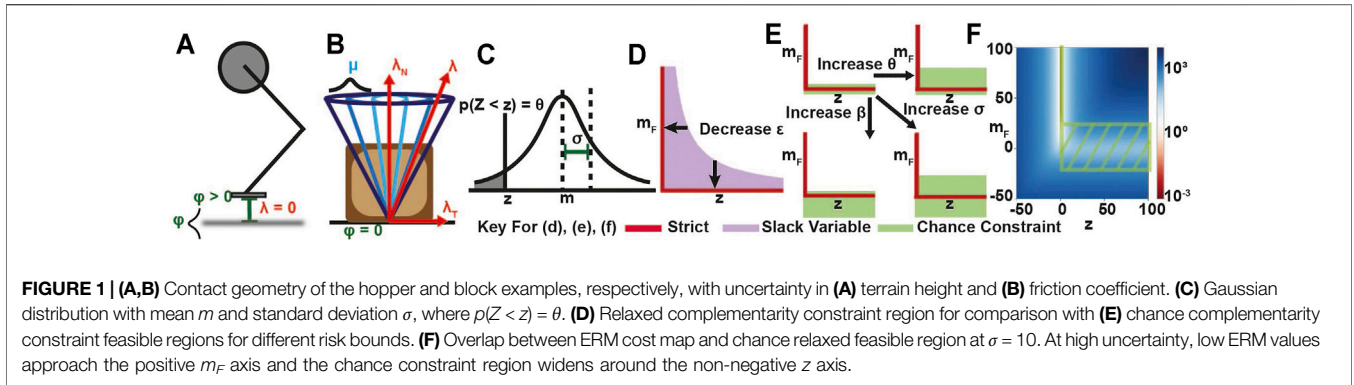 A
φ > 0
λ = 0
φ
B
μ
λN
λ
λT
φ = 0
C
p(Z < z) = θ
σ
z
m
D
mF
Decrease ε
z
E
mF
z
Increase θ
mF
z
Increase β
Increase σ
mF
z
mF
z
F
100
50
mF
0
-50
-50 0 50 100
z
10³
10⁰
10⁻³
Key For (d), (e), (f) Strict Slack Variable Chance Constraint
FIGURE 1 | (A,B) Contact geometry of the hopper and block examples, respectively, with uncertainty in (A) terrain height and (B) friction coefficient. (C) Gaussian
distribution with mean m and standard deviation σ, where p(Z < z) = θ. (D) Relaxed complementarity constraint region for comparison with (E) chance complementarity
constraint feasible regions for different risk bounds. (F) Overlap between ERM cost map and chance relaxed feasible region at σ = 10. At high uncertainty, low ERM values
approach the positive mF axis and the chance constraint region widens around the non-negative z axis.